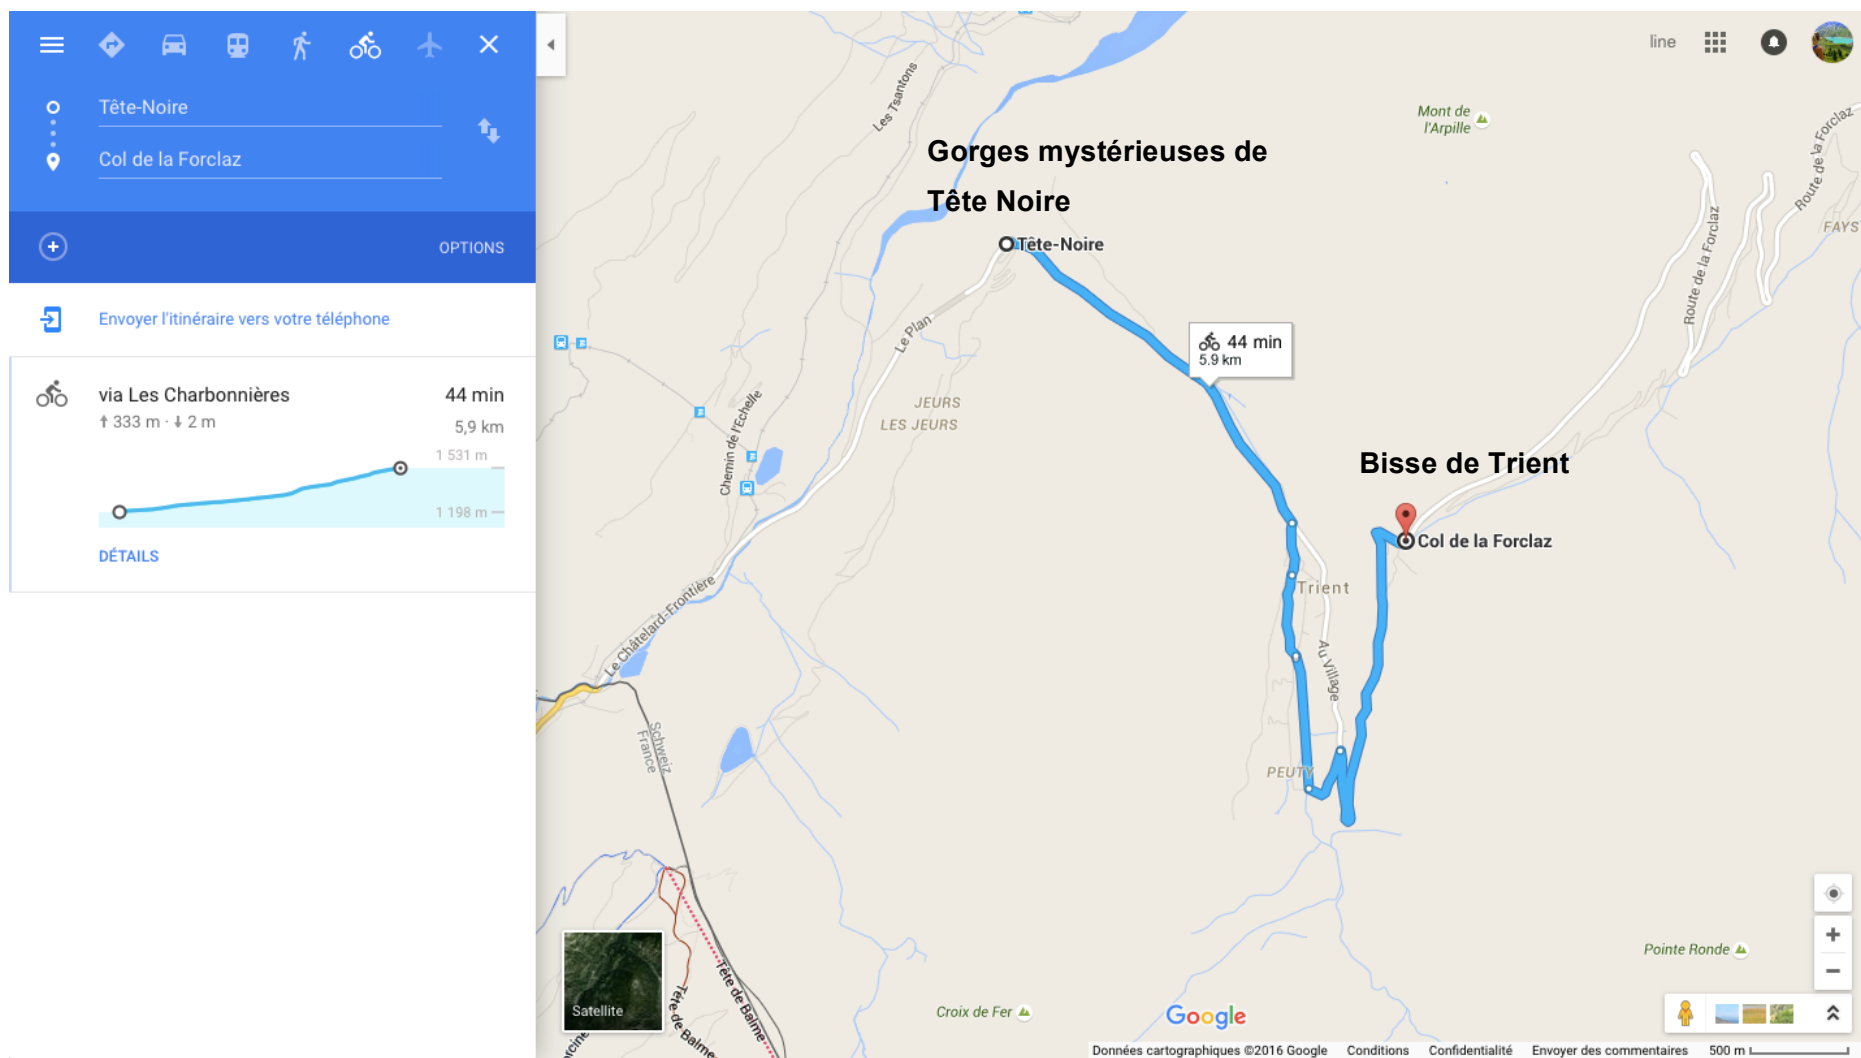 Tête-Noire
Col de la Forclaz
OPTIONS
Envoyer l'itinéraire vers votre téléphone
via Les Charbonnières
44 min
333 m · 2 m
5,9 km
1 531 m
1 198 m
DÉTAILS
line
Les Tsantons
Mont de
l'Arpille
Route de la Forclaz
Gorges mystérieuses de
Tête Noire
Tête-Noire
Route de la Forclaz
FAYS
Le Plan
44 min
5.9 km
JEURS
LES JEURS
Chemin de l'Echelle
Bisse de Trient
Col de la Forclaz
Trient
Le Châtelard-Frontière
Au Village
Schweiz
France
PEUTY
Pointe Ronde
Tête de Balme
Tête de Balme
Satellite
Croix de Fer
Google
Données cartographiques ©2016 Google
Conditions
Confidentialité
Envoyer des commentaires
500 m